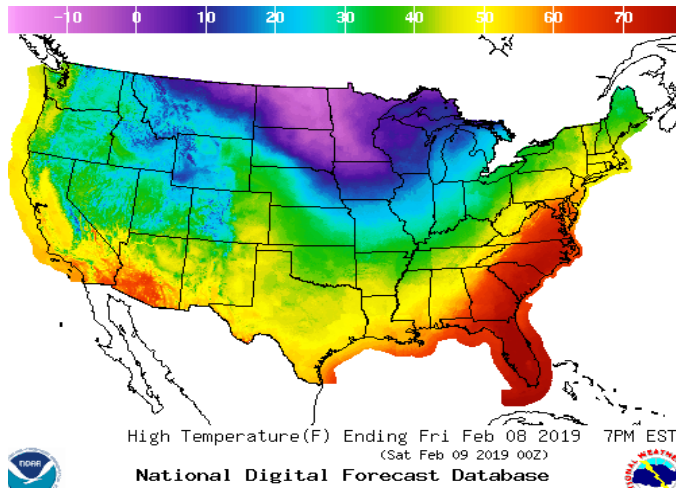 -10 0 10 20 30 40 50 60 70
High Temperature(F) Ending Fri Feb 08 2019 7PM EST
(Sat Feb 09 2019 00Z)
National Digital Forecast Database
noaa